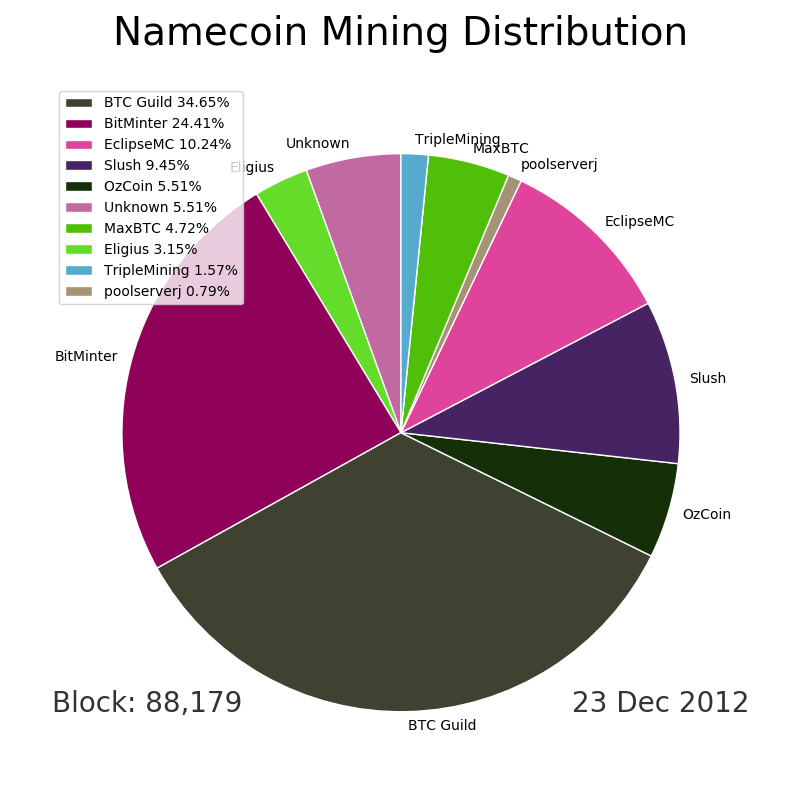 Namecoin Mining Distribution
BTC Guild 34.65%
BitMinter 24.41%
EclipseMC 10.24%
Slush 9.45%
OzCoin 5.51%
Unknown 5.51%
MaxBTC 4.72%
Eligius 3.15%
TripleMining 1.57%
poolserverj 0.79%
TripleMining
MaxBTC
poolserverj
EclipseMC
Slush
OzCoin
BTC Guild
BitMinter
Eligius
Unknown
Block: 88,179
23 Dec 2012